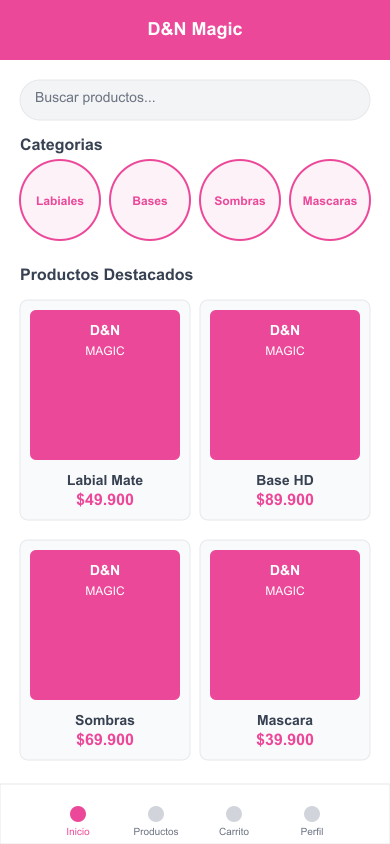 D&N Magic
Buscar productos...
Categorias
Labiales
Bases
Sombras
Mascaras
Productos Destacados
D&N
MAGIC
Labial Mate
$49.900
D&N
MAGIC
Base HD
$89.900
D&N
MAGIC
Sombras
$69.900
D&N
MAGIC
Mascara
$39.900
Inicio
Productos
Carrito
Perfil